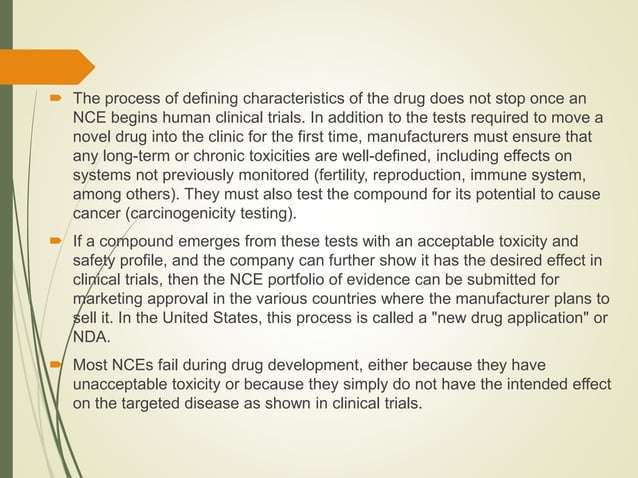 The process of defining characteristics of the drug does not stop once an
NCE begins human clinical trials. In addition to the tests required to move a
novel drug into the clinic for the first time, manufacturers must ensure that
any long-term or chronic toxicities are well-defined, including effects on
systems not previously monitored (fertility, reproduction, immune system,
among others). They must also test the compound for its potential to cause
cancer (carcinogenicity testing).
If a compound emerges from these tests with an acceptable toxicity and
safety profile, and the company can further show it has the desired effect in
clinical trials, then the NCE portfolio of evidence can be submitted for
marketing approval in the various countries where the manufacturer plans to
sell it. In the United States, this process is called a "new drug application" or
NDA.
Most NCEs fail during drug development, either because they have
unacceptable toxicity or because they simply do not have the intended effect
on the targeted disease as shown in clinical trials.